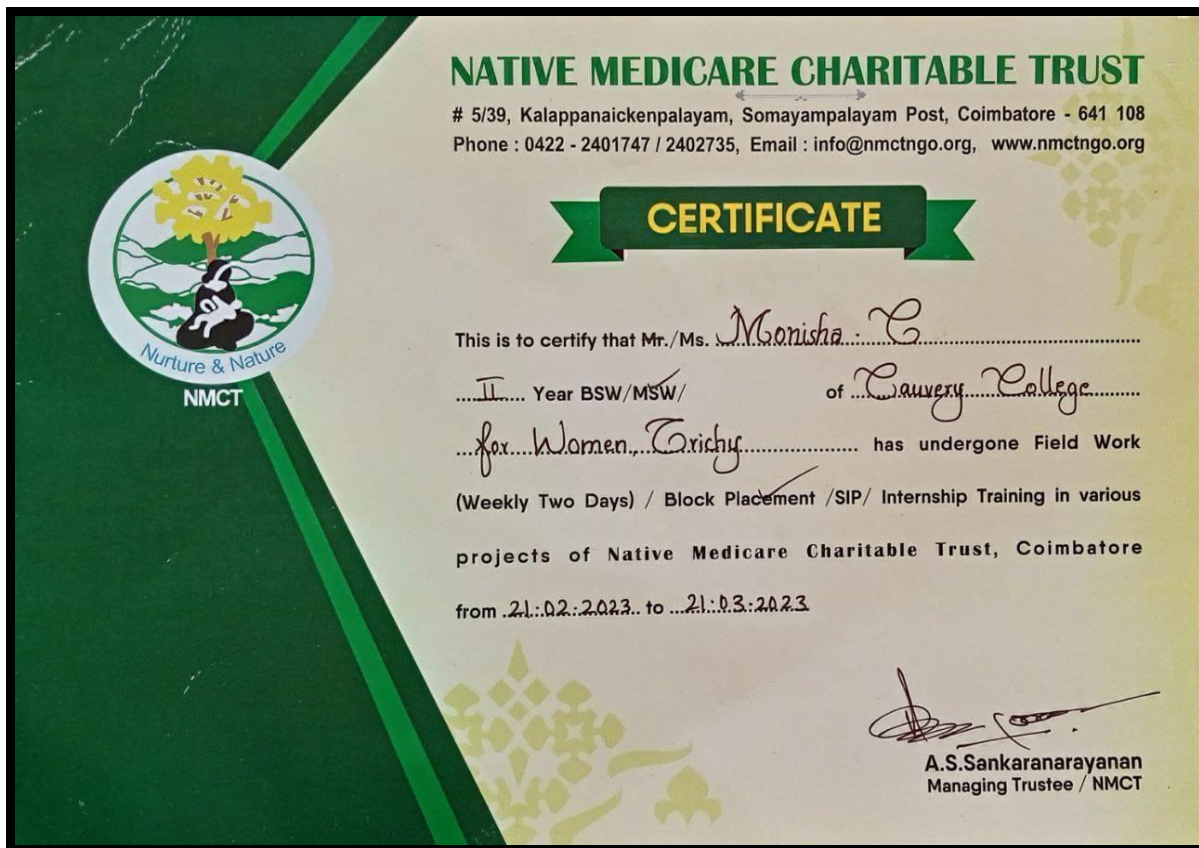 NATIVE MEDICARE CHARITABLE TRUST
# 5/39, Kalappanaickenpalayam, Somayampalayam Post, Coimbatore - 641 108
Phone : 0422 - 2401747 / 2402735, Email : info@nmctngo.org, www.nmctngo.org
CERTIFICATE
Nurture & Nature
NMCT
This is to certify that Mr./Ms. Monisha. C
II Year BSW/MSW/ of Cauvery College
for Women, Trichy has undergone Field Work
(Weekly Two Days) / Block Placement /SIP/ Internship Training in various
projects of Native Medicare Charitable Trust, Coimbatore
from 21.02.2023 to 21.03.2023
A.S.Sankaranarayanan
Managing Trustee / NMCT